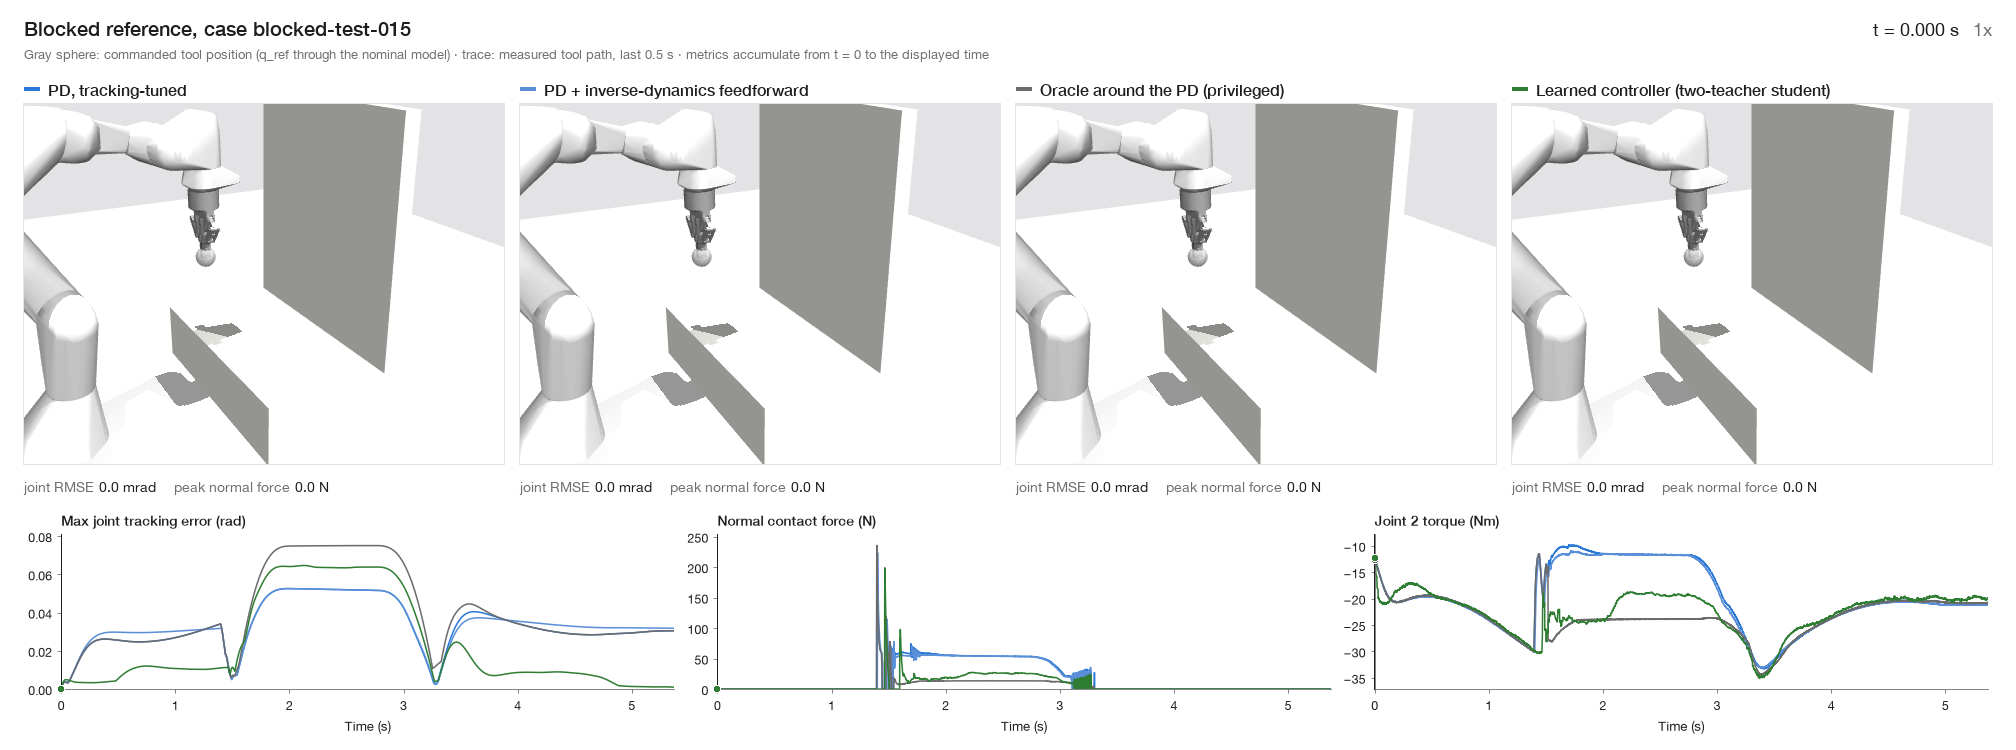 Blocked reference, case blocked-test-015
t = 0.000 s 1x
Gray sphere: commanded tool position (q_ref through the nominal model) · trace: measured tool path, last 0.5 s · metrics accumulate from t = 0 to the displayed time
PD, tracking-tuned
PD + inverse-dynamics feedforward
Oracle around the PD (privileged)
Learned controller (two-teacher student)
joint RMSE 0.0 mrad peak normal force 0.0 N
joint RMSE 0.0 mrad peak normal force 0.0 N
joint RMSE 0.0 mrad peak normal force 0.0 N
joint RMSE 0.0 mrad peak normal force 0.0 N
Max joint tracking error (rad)
0.08
0.06
0.04
0.02
0.00
0 1 2 3 4 5
Time (s)
Normal contact force (N)
250
200
150
100
50
0
0 1 2 3 4 5
Time (s)
Joint 2 torque (Nm)
−10
−15
−20
−25
−30
−35
0 1 2 3 4 5
Time (s)